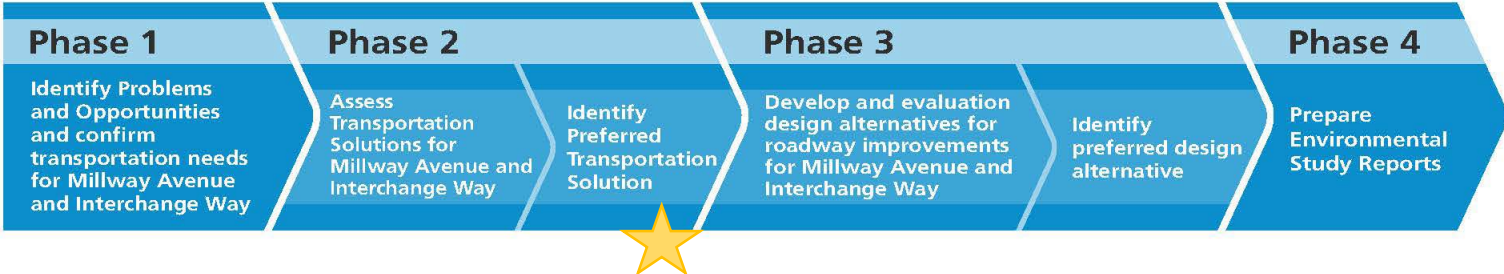 Phase 1
Identify Problems
and Opportunities
and confirm
transportation needs
for Millway Avenue
and Interchange Way
Phase 2
Assess
Transportation
Solutions for
Millway Avenue and
Interchange Way
Identify
Preferred
Transportation
Solution
Phase 3
Develop and evaluation
design alternatives for
roadway improvements
for Millway Avenue and
Interchange Way
Identify
preferred design
alternative
Phase 4
Prepare
Environmental
Study Reports